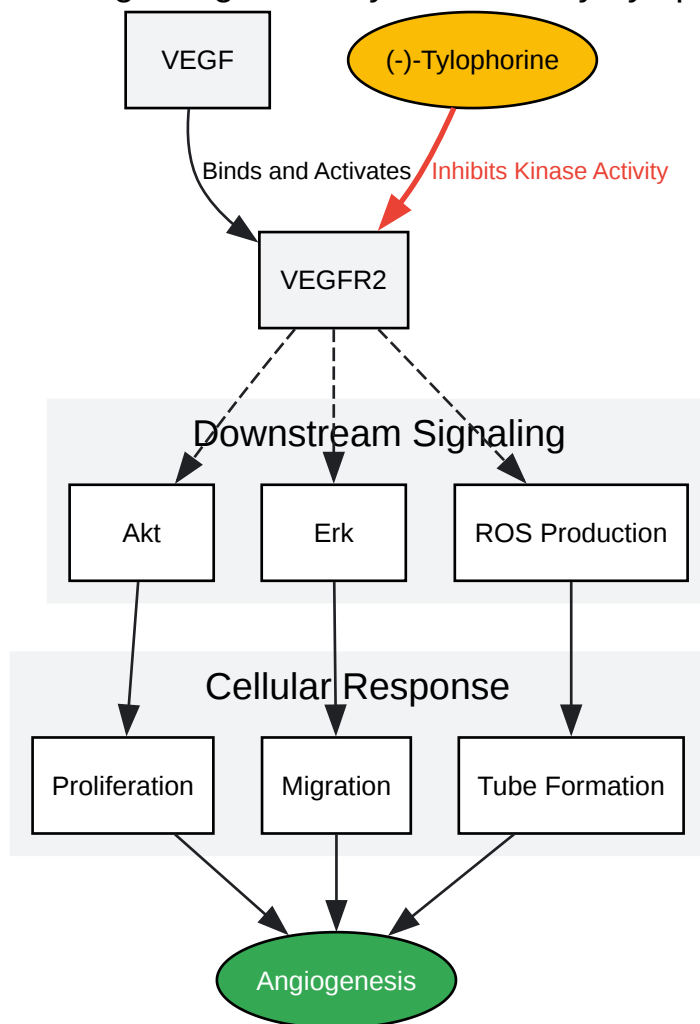 VEGF
(-)-Tylophorine
Binds and Activates
Inhibits Kinase Activity
VEGFR2
Downstream Signaling
Akt
Erk
ROS Production
Cellular Response
Proliferation
Migration
Tube Formation
Angiogenesis